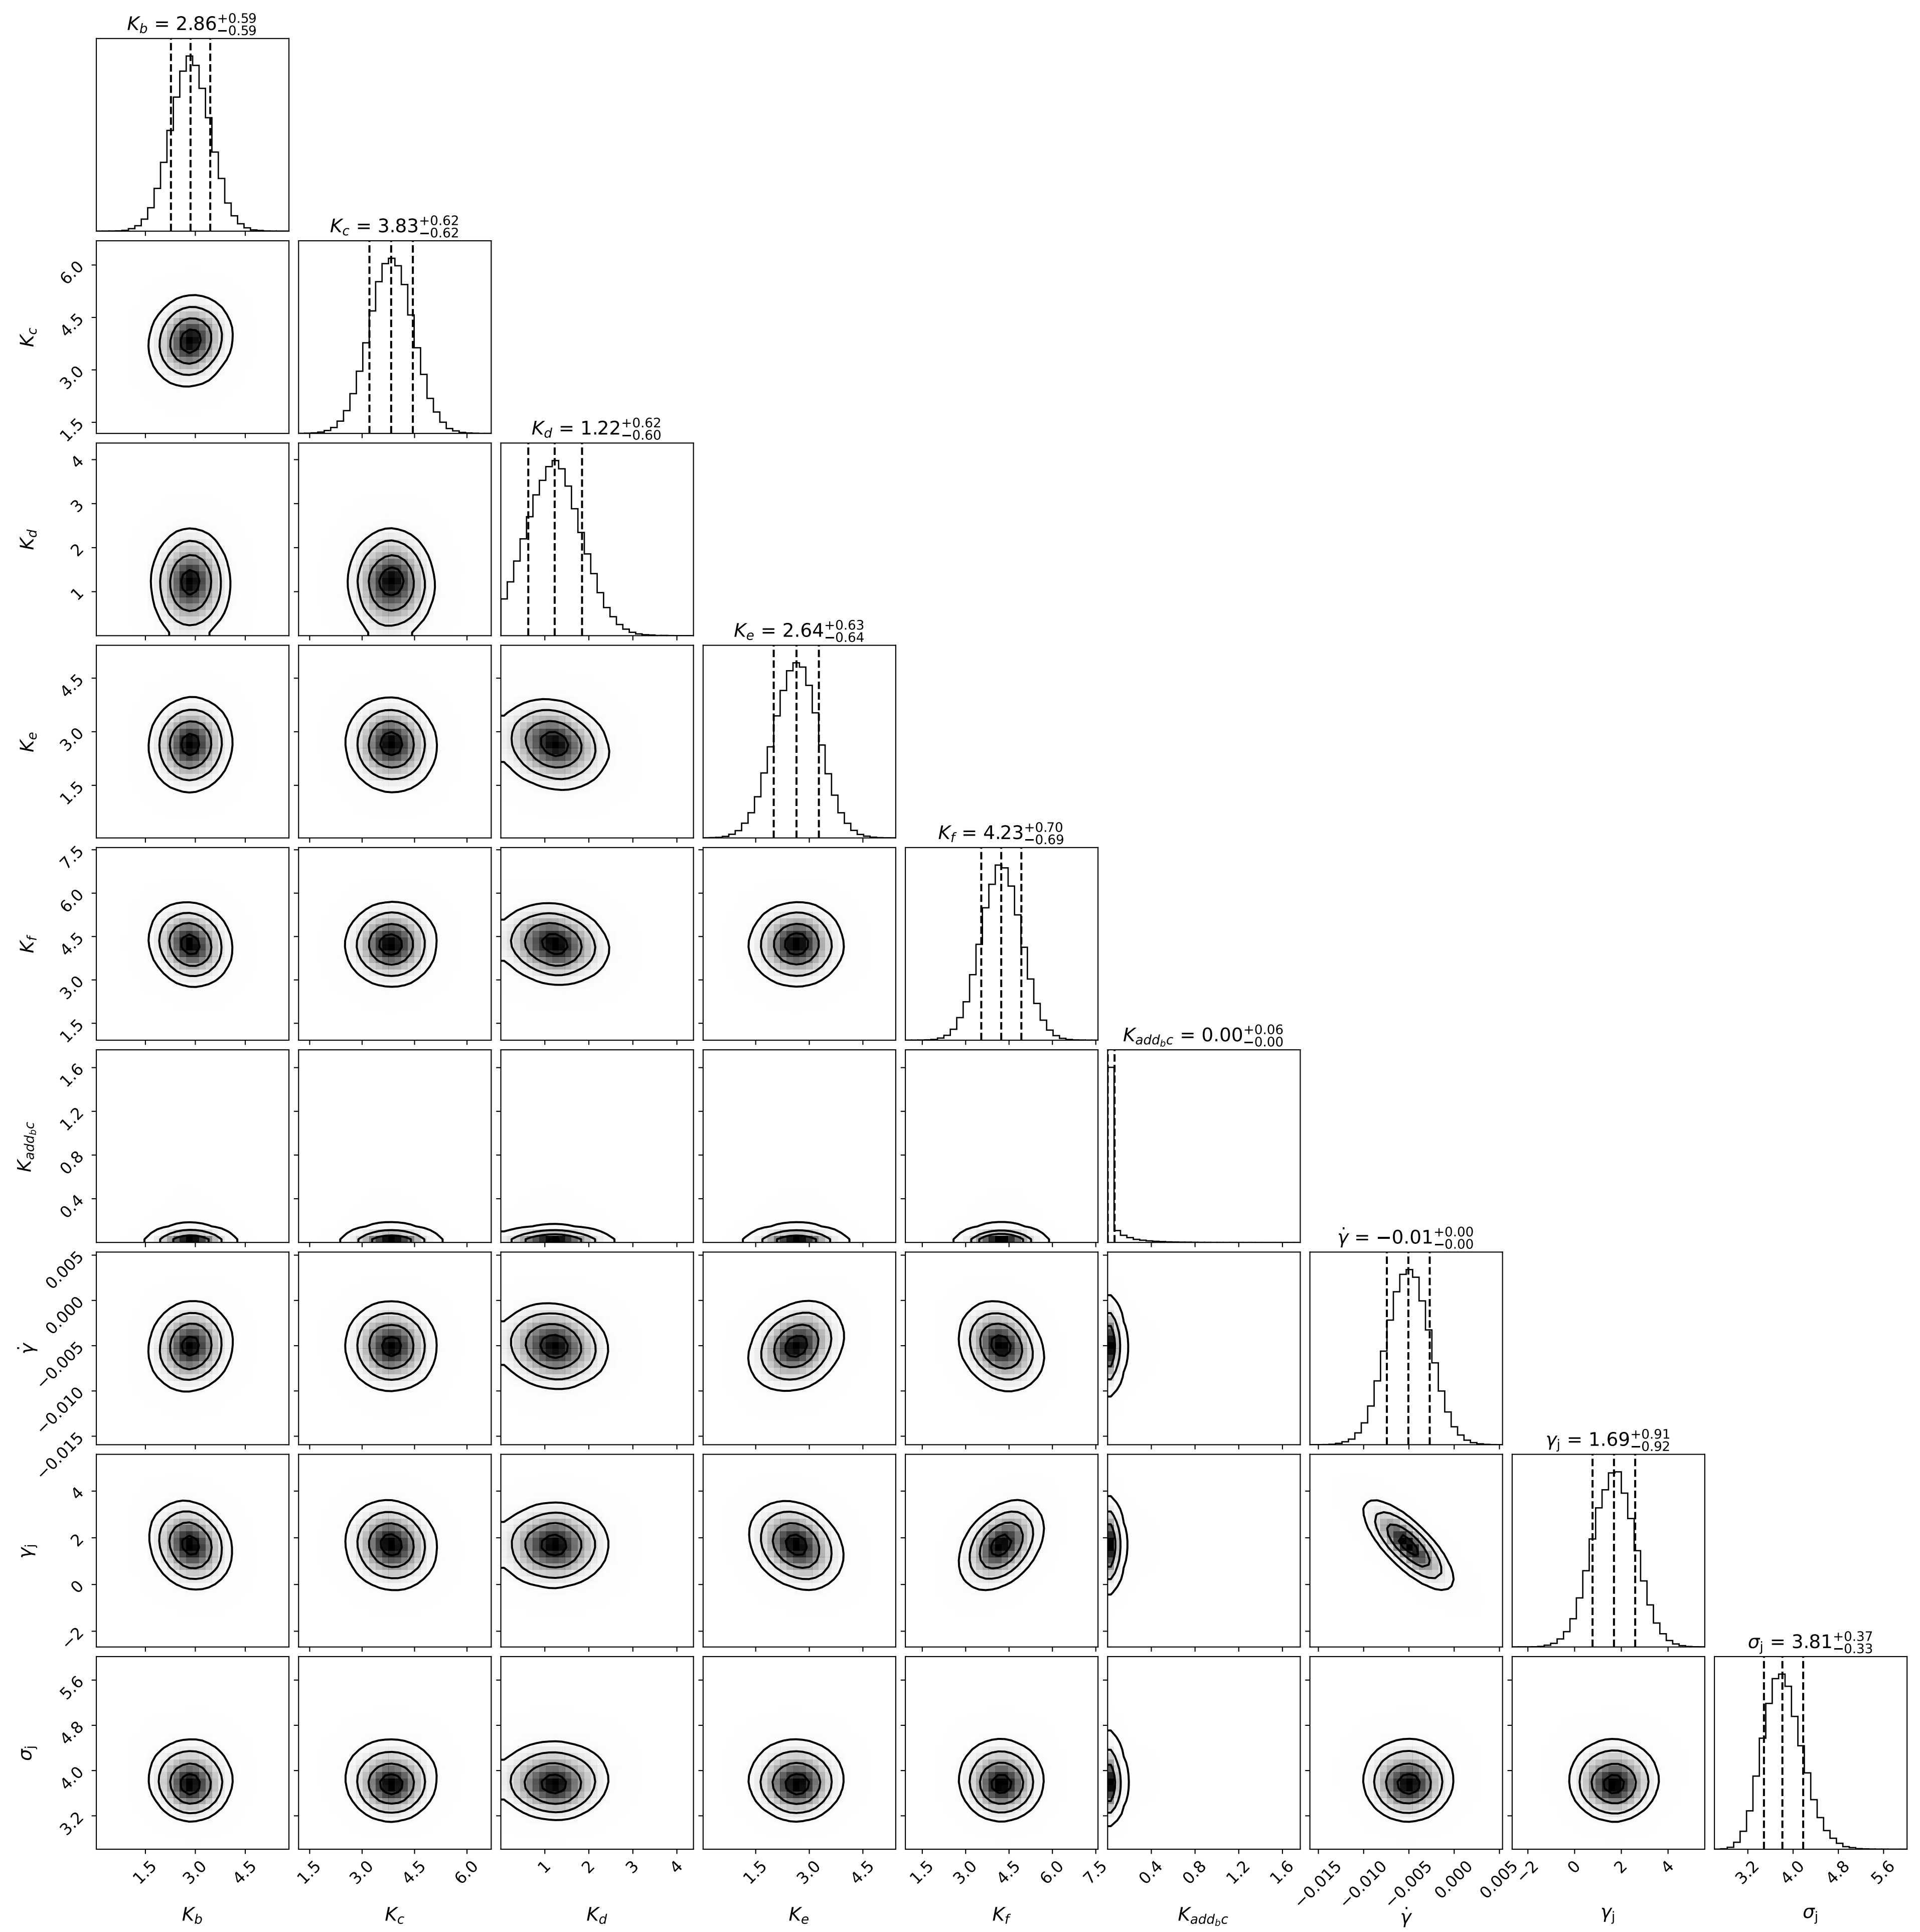 K_b = 2.86^{+0.59}_{−0.59}
K_c = 3.83^{+0.62}_{−0.62}
6.0
4.5
3.0
1.5
K_c
K_d = 1.22^{+0.62}_{−0.60}
4
3
2
1
K_d
K_e = 2.64^{+0.63}_{−0.64}
4.5
3.0
1.5
K_e
K_f = 4.23^{+0.70}_{−0.69}
7.5
6.0
4.5
3.0
1.5
K_f
K_{add_bc} = 0.00^{+0.06}_{−0.00}
1.6
1.2
0.8
0.4
K_{add_bc}
γ̇ = −0.01^{+0.00}_{−0.00}
0.005
0.000
−0.005
−0.010
−0.015
γ̇
γ_j = 1.69^{+0.91}_{−0.92}
4
2
0
−2
γ_j
σ_j = 3.81^{+0.37}_{−0.33}
5.6
4.8
4.0
3.2
σ_j
1.5 3.0 4.5 1.5 3.0 4.5 6.0 1 2 3 4 1.5 3.0 4.5 1.5 3.0 4.5 6.0 7.5 0.4 0.8 1.2 1.6 −0.015 −0.010 −0.005 0.000 0.005 −2 0 2 4 3.2 4.0 4.8 5.6
K_b K_c K_d K_e K_f K_{add_bc} γ̇ γ_j σ_j